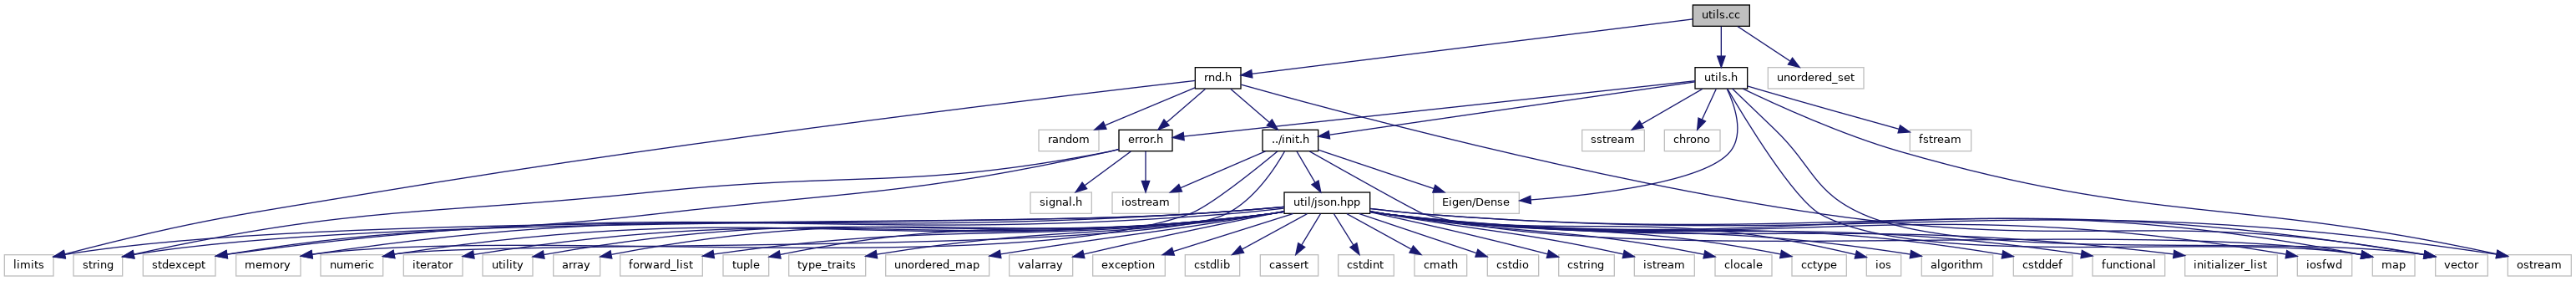 utils.cc
rnd.h
utils.h
unordered_set
random
error.h
../init.h
sstream
chrono
fstream
signal.h
iostream
util/json.hpp
Eigen/Dense
limits
string
stdexcept
memory
numeric
iterator
utility
array
forward_list
tuple
type_traits
unordered_map
valarray
exception
cstdlib
cassert
cstdint
cmath
cstdio
cstring
istream
clocale
cctype
ios
algorithm
cstddef
functional
initializer_list
iosfwd
map
vector
ostream